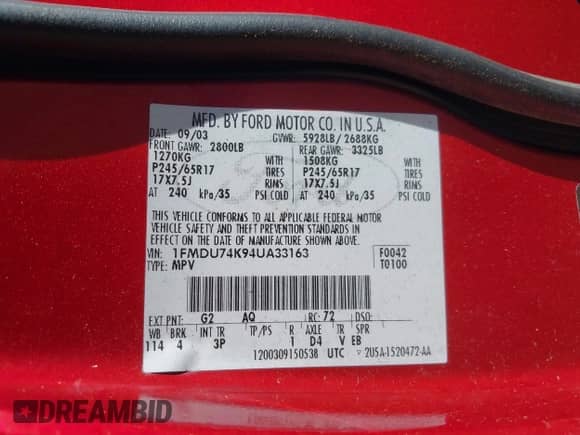 MFD. BY FORD MOTOR CO. IN U.S.A.
DATE: 09/03 GVWR: 5928LB/ 2688KG
FRONT GAWR: 2800LB REAR GAWR: 3325LB
1270KG 1508KG
P245/65R17 TIRES P245/65R17 TIRES
17X7.5J RIMS 17X7.5J RIMS
AT 240 kPa/35 PSI COLD AT 240 kPa/35 PSI COLD
THIS VEHICLE CONFORMS TO ALL APPLICABLE FEDERAL MOTOR
VEHICLE SAFETY AND THEFT PREVENTION STANDARDS IN
EFFECT ON THE DATE OF MANUFACTURE SHOWN ABOVE.
VIN: 1FMDU74K94UA33163 F0042
TYPE: MPV T0100
EXT PNT: G2 AQ RC: 72 DSO:
WB BRK INT TR TP/PS R AXLE TR SPR
114 4 3P 1 D4 V EB
1200309150538 UTC 2U5A-1520472-AA
DREAMBID